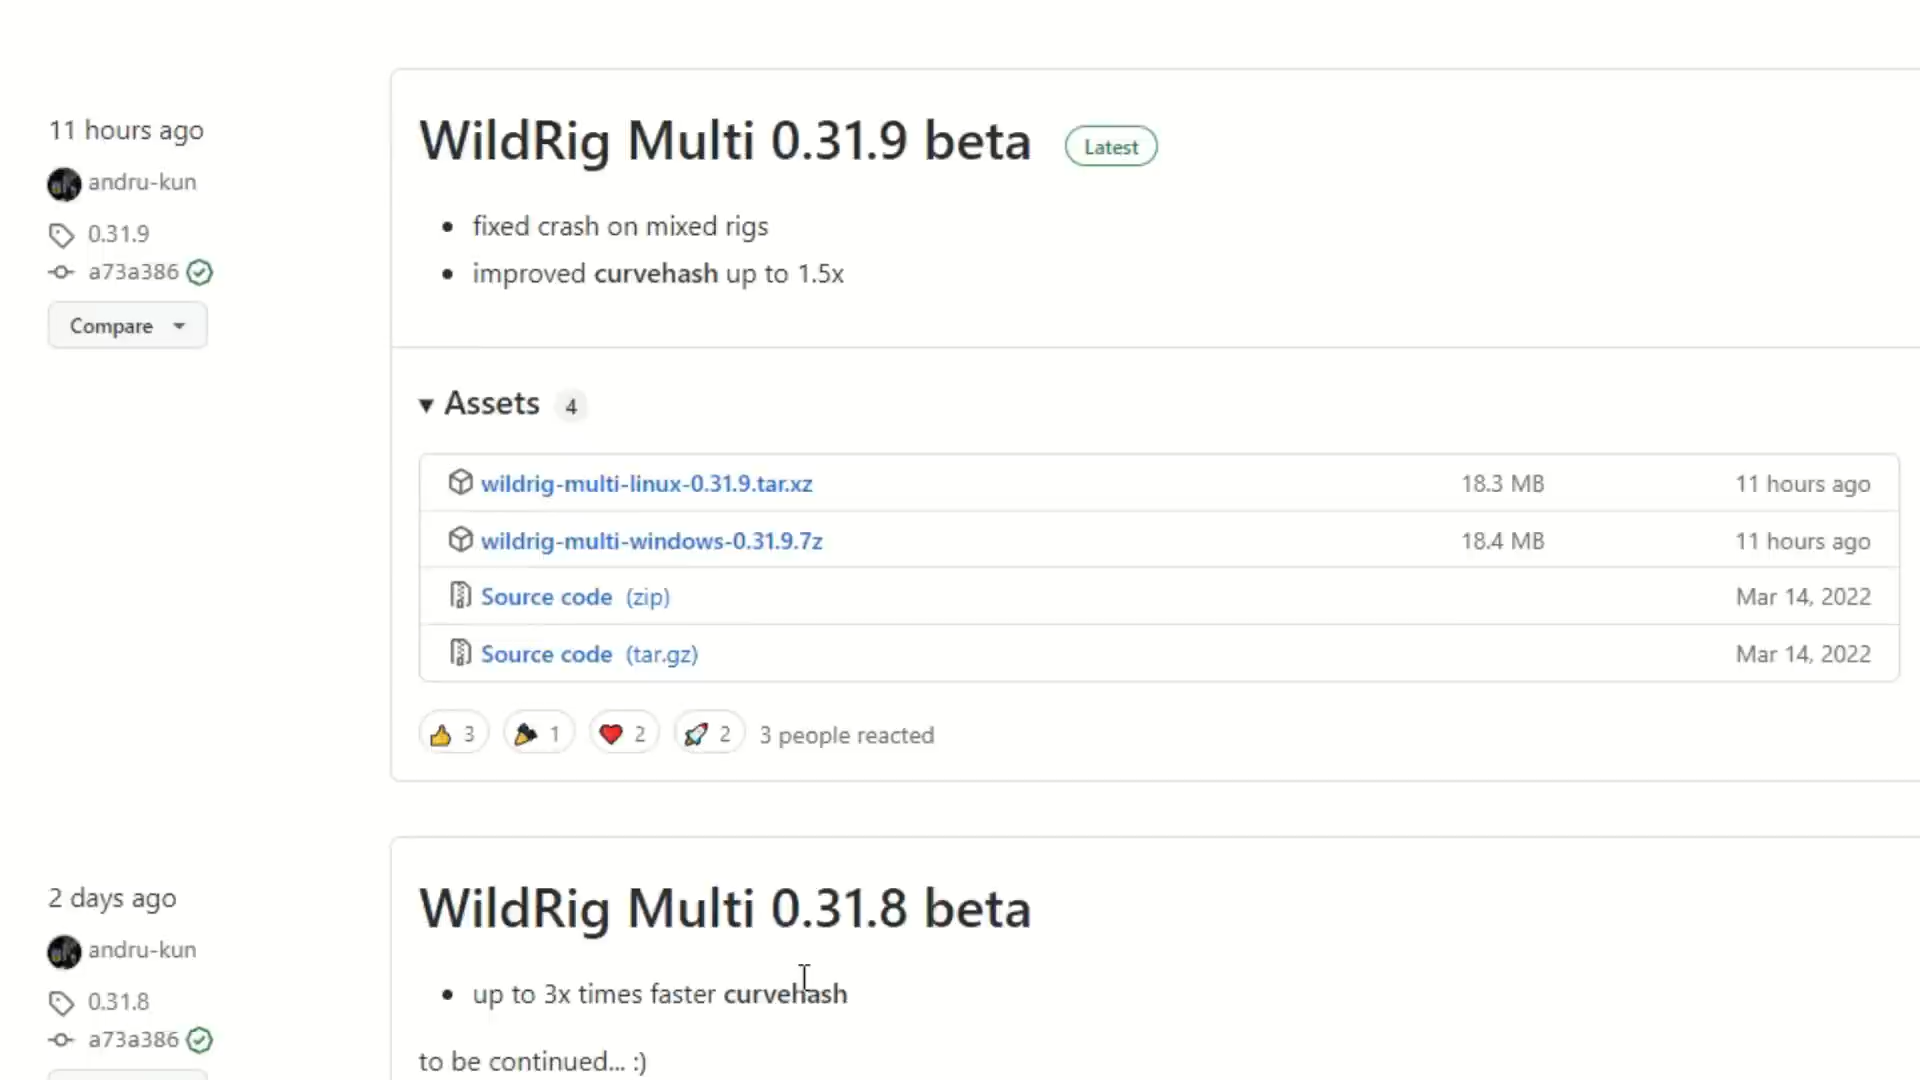 11 hours ago
andru-kun
0.31.9
a73a386
Compare
WildRig Multi 0.31.9 beta Latest
fixed crash on mixed rigs
improved curvehash up to 1.5x
Assets 4
wildrig-multi-linux-0.31.9.tar.xz 18.3 MB 11 hours ago
wildrig-multi-windows-0.31.9.7z 18.4 MB 11 hours ago
Source code (zip) Mar 14, 2022
Source code (tar.gz) Mar 14, 2022
3 1 2 2 3 people reacted
2 days ago
andru-kun
0.31.8
a73a386
WildRig Multi 0.31.8 beta
up to 3x times faster curvehash
to be continued... :)